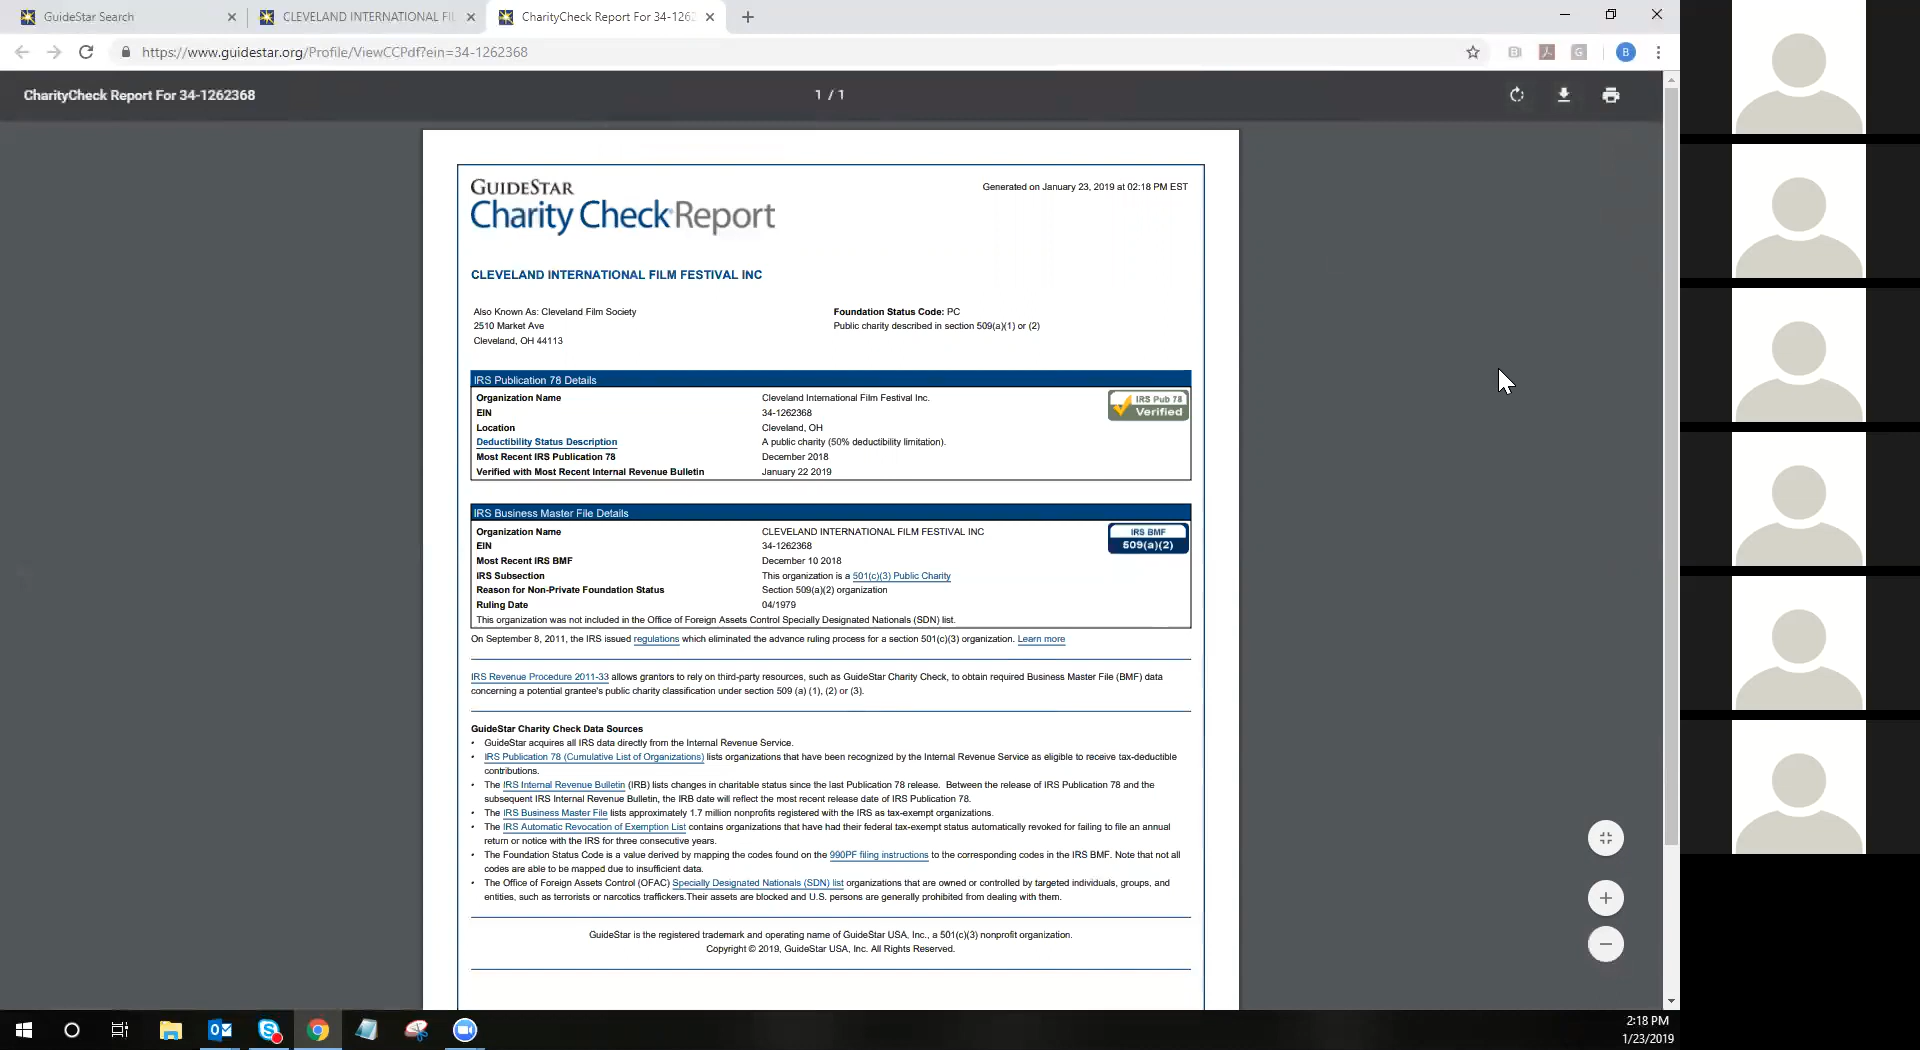 GuideStar Search
CLEVELAND INTERNATIONAL FIL
CharityCheck Report For 34-1262
https://www.guidestar.org/Profile/ViewCCPdf?ein=34-1262368
B
CharityCheck Report For 34-1262368
1 / 1
GUIDESTAR
Generated on January 23, 2019 at 02:18 PM EST
Charity Check Report
CLEVELAND INTERNATIONAL FILM FESTIVAL INC
Also Known As: Cleveland Film Society
Foundation Status Code: PC
2510 Market Ave
Public charity described in section 509(a)(1) or (2)
Cleveland, OH 44113
IRS Publication 78 Details
Organization Name Cleveland International Film Festival Inc.
IRS Pub 78
Verified
EIN 34-1262368
Location Cleveland, OH
Deductibility Status Description A public charity (50% deductibility limitation).
Most Recent IRS Publication 78 December 2018
Verified with Most Recent Internal Revenue Bulletin January 22 2019
IRS Business Master File Details
Organization Name CLEVELAND INTERNATIONAL FILM FESTIVAL INC
IRS BMF
509(a)(2)
EIN 34-1262368
Most Recent IRS BMF December 10 2018
IRS Subsection This organization is a 501(c)(3) Public Charity
Reason for Non-Private Foundation Status Section 509(a)(2) organization
Ruling Date 04/1979
This organization was not included in the Office of Foreign Assets Control Specially Designated Nationals (SDN) list.
On September 8, 2011, the IRS issued regulations which eliminated the advance ruling process for a section 501(c)(3) organization. Learn more
IRS Revenue Procedure 2011-33 allows grantors to rely on third-party resources, such as GuideStar Charity Check, to obtain required Business Master File (BMF) data
concerning a potential grantee's public charity classification under section 509 (a) (1), (2) or (3).
GuideStar Charity Check Data Sources
• GuideStar acquires all IRS data directly from the Internal Revenue Service.
• IRS Publication 78 (Cumulative List of Organizations) lists organizations that have been recognized by the Internal Revenue Service as eligible to receive tax-deductible
contributions.
• The IRS Internal Revenue Bulletin (IRB) lists changes in charitable status since the last Publication 78 release. Between the release of IRS Publication 78 and the
subsequent IRS Internal Revenue Bulletin, the IRB date will reflect the most recent release date of IRS Publication 78.
• The IRS Business Master File lists approximately 1.7 million nonprofits registered with the IRS as tax-exempt organizations.
• The IRS Automatic Revocation of Exemption List contains organizations that have had their federal tax-exempt status automatically revoked for failing to file an annual
return or notice with the IRS for three consecutive years.
• The Foundation Status Code is a value derived by mapping the codes found on the 990PF filing instructions to the corresponding codes in the IRS BMF. Note that not all
codes are able to be mapped due to insufficient data.
• The Office of Foreign Assets Control (OFAC) Specially Designated Nationals (SDN) list organizations that are owned or controlled by targeted individuals, groups, and
entities, such as terrorists or narcotics traffickers.Their assets are blocked and U.S. persons are generally prohibited from dealing with them.
GuideStar is the registered trademark and operating name of GuideStar USA, Inc., a 501(c)(3) nonprofit organization.
Copyright © 2019, GuideStar USA, Inc. All Rights Reserved.
2:18 PM
1/23/2019